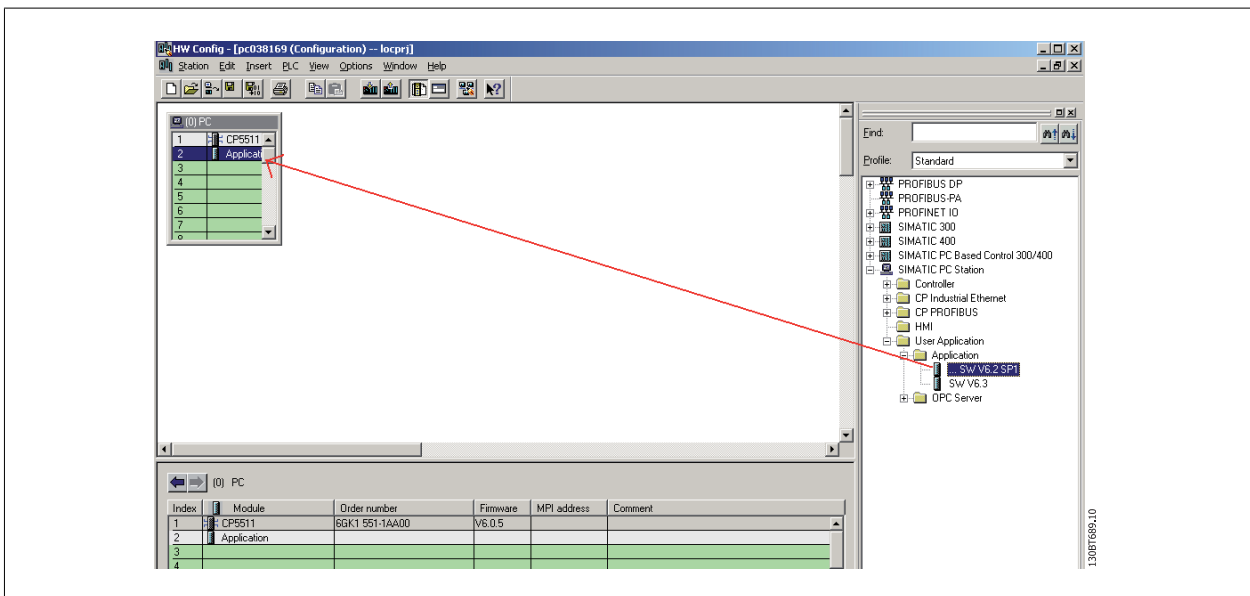 HW Config - [pc038169 (Configuration) -- locprj]
Station Edit Insert PLC View Options Window Help
(0) PC
1 CP5511
2 Applicati
3
4
5
6
7
Find:
Profile: Standard
PROFIBUS DP
PROFIBUS-PA
PROFINET IO
SIMATIC 300
SIMATIC 400
SIMATIC PC Based Control 300/400
SIMATIC PC Station
Controller
CP Industrial Ethernet
CP PROFIBUS
HMI
User Application
Application
... SW V6.2 SP1
SW V6.3
OPC Server
(0) PC
Index Module Order number Firmware MPI address Comment
1 CP5511 6GK1 551-1AA00 V6.0.5
2 Application
3
4
130BT689.10